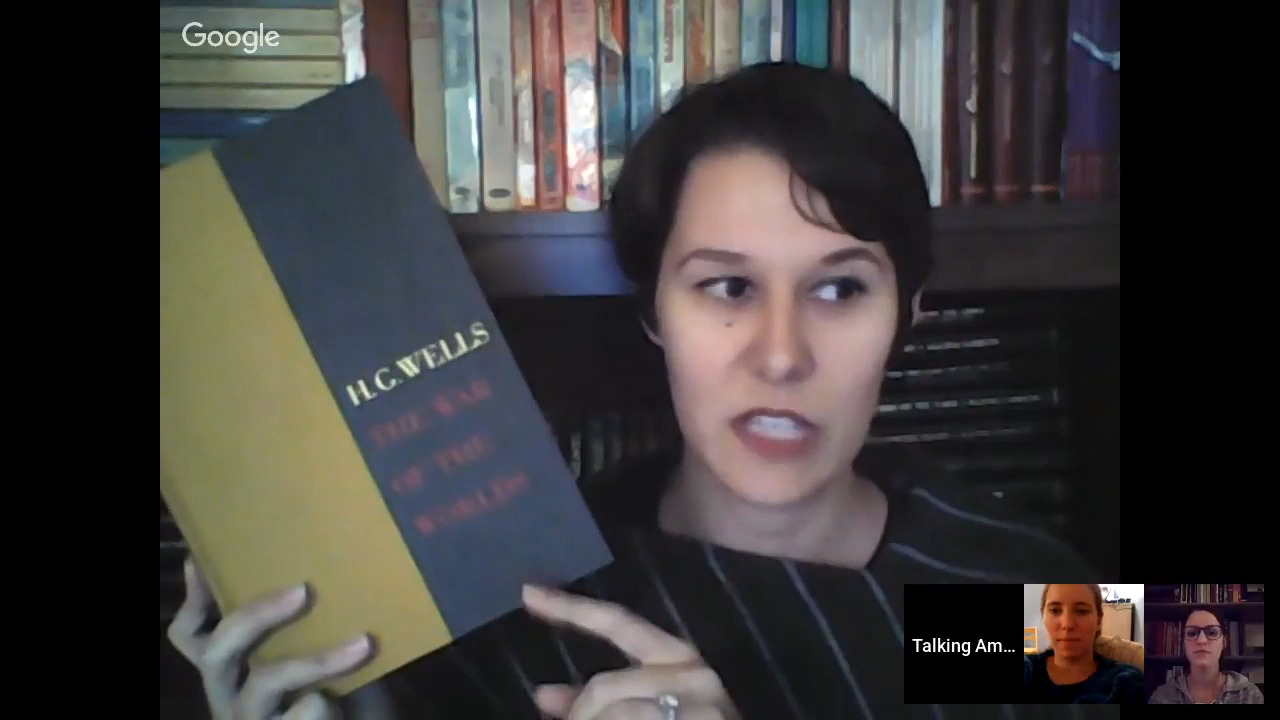 Google
H.G.WELLS
THE WAR
OF THE
WORLDS
Talking Am...